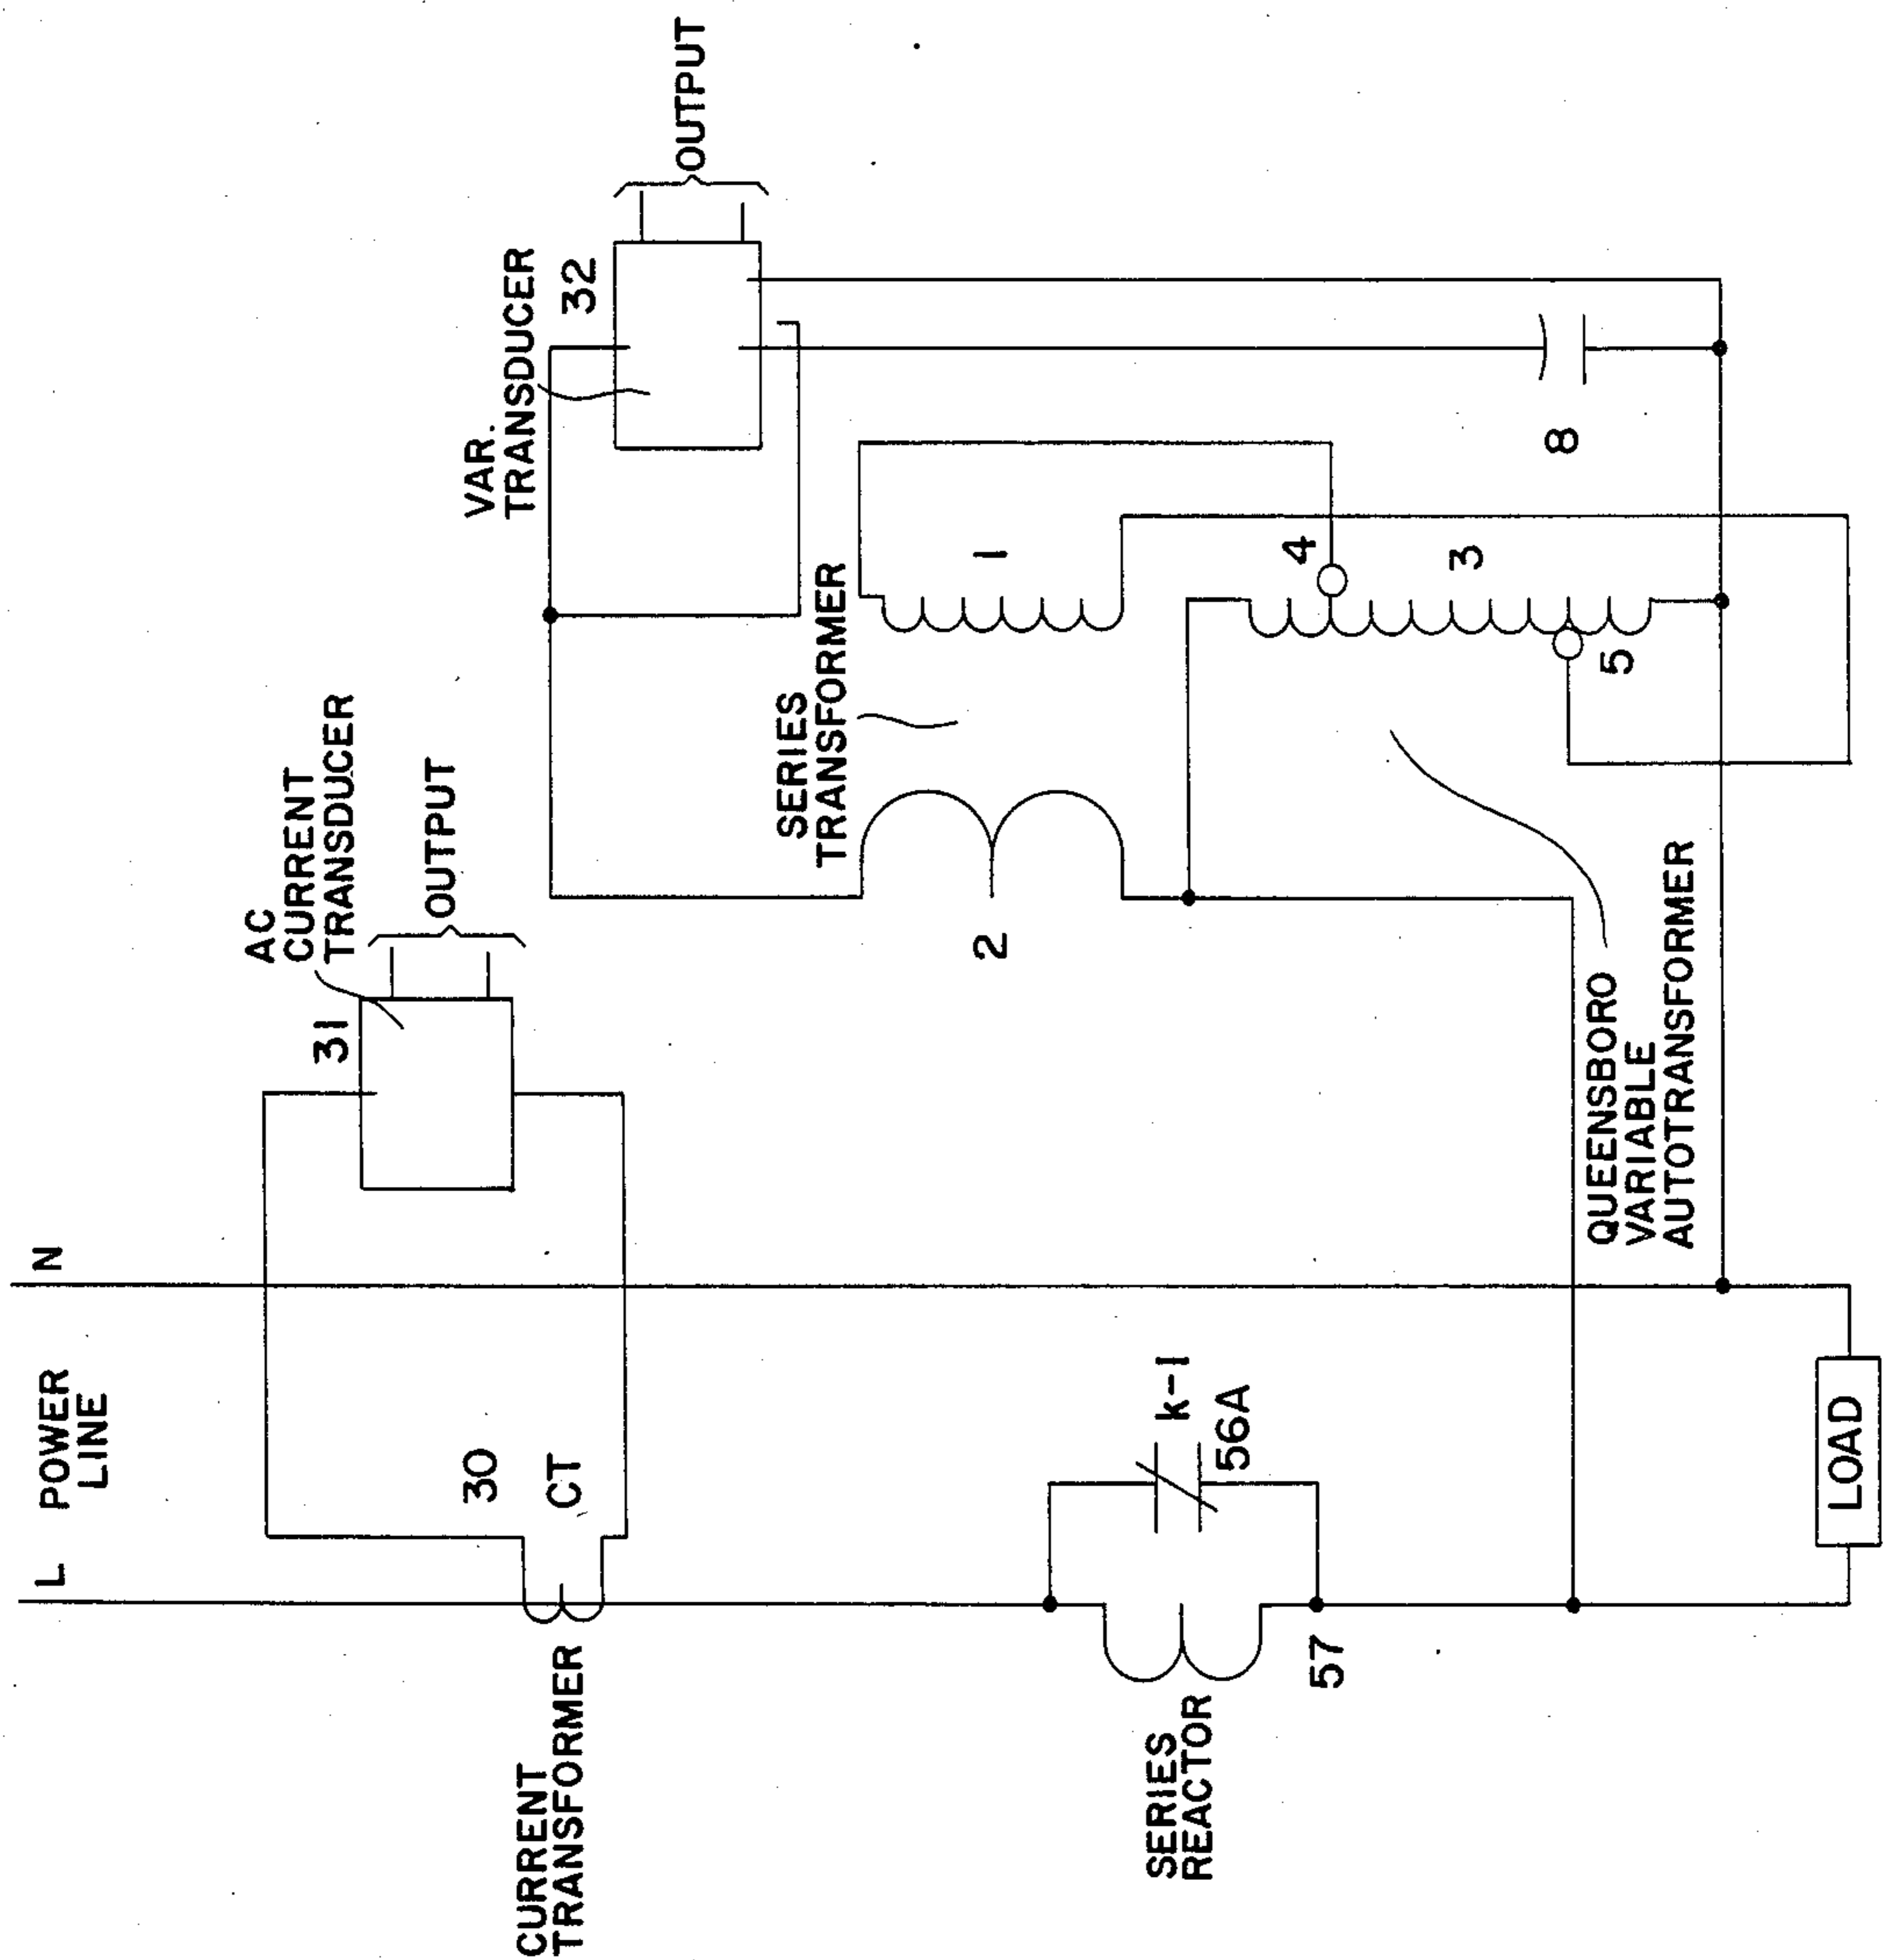 L
POWER
LINE
N
30
CT
CURRENT
TRANSFORMER
31
AC
CURRENT
TRANSDUCER
OUTPUT
VAR.
TRANSDUCER
32
OUTPUT
SERIES
TRANSFORMER
1
2
4
3
5
8
QUEENSBORO
VARIABLE
AUTOTRANSFORMER
k-1
56A
57
SERIES
REACTOR
LOAD